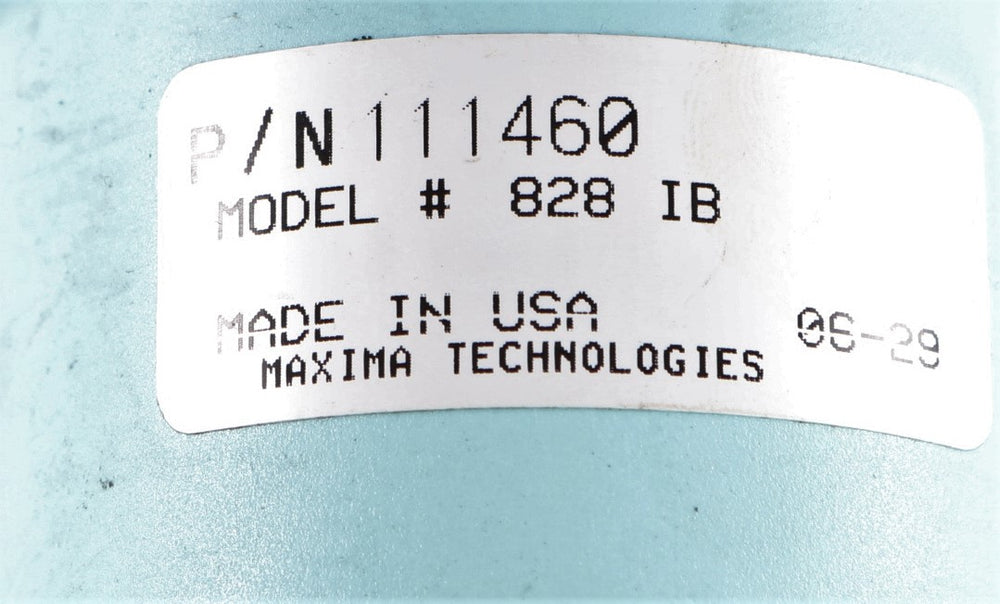 P/N 111460
MODEL # 828 IB
MADE IN USA 06-29
MAXIMA TECHNOLOGIES